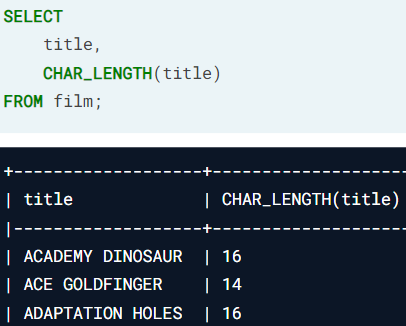 SELECT
    title,
    CHAR_LENGTH(title)
FROM film;
+-------------------+--------------------
| title             | CHAR_LENGTH(title)
|-------------------+--------------------
| ACADEMY DINOSAUR  | 16
| ACE GOLDFINGER    | 14
| ADAPTATION HOLES  | 16